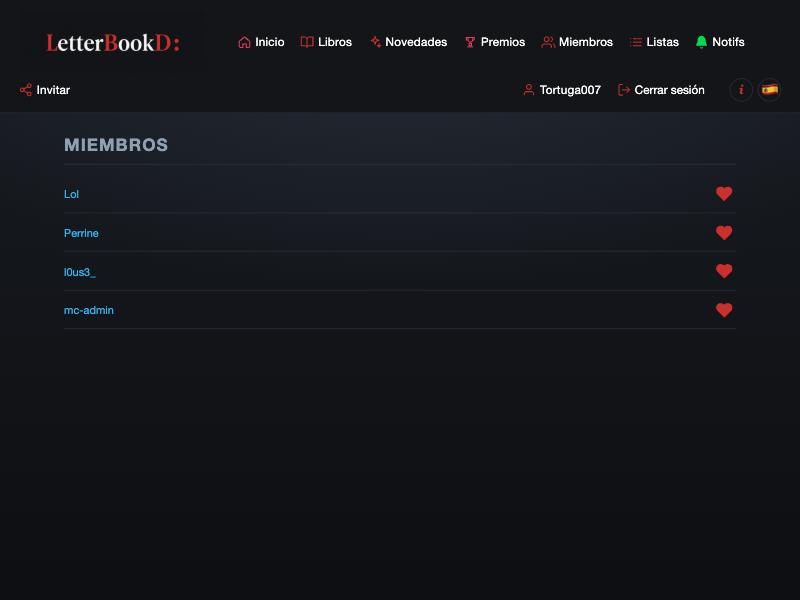 LetterBookD:
Inicio
Libros
Novedades
Premios
Miembros
Listas
Notifs
Invitar
Tortuga007
Cerrar sesión
i
MIEMBROS
Lol
Perrine
l0us3_
mc-admin